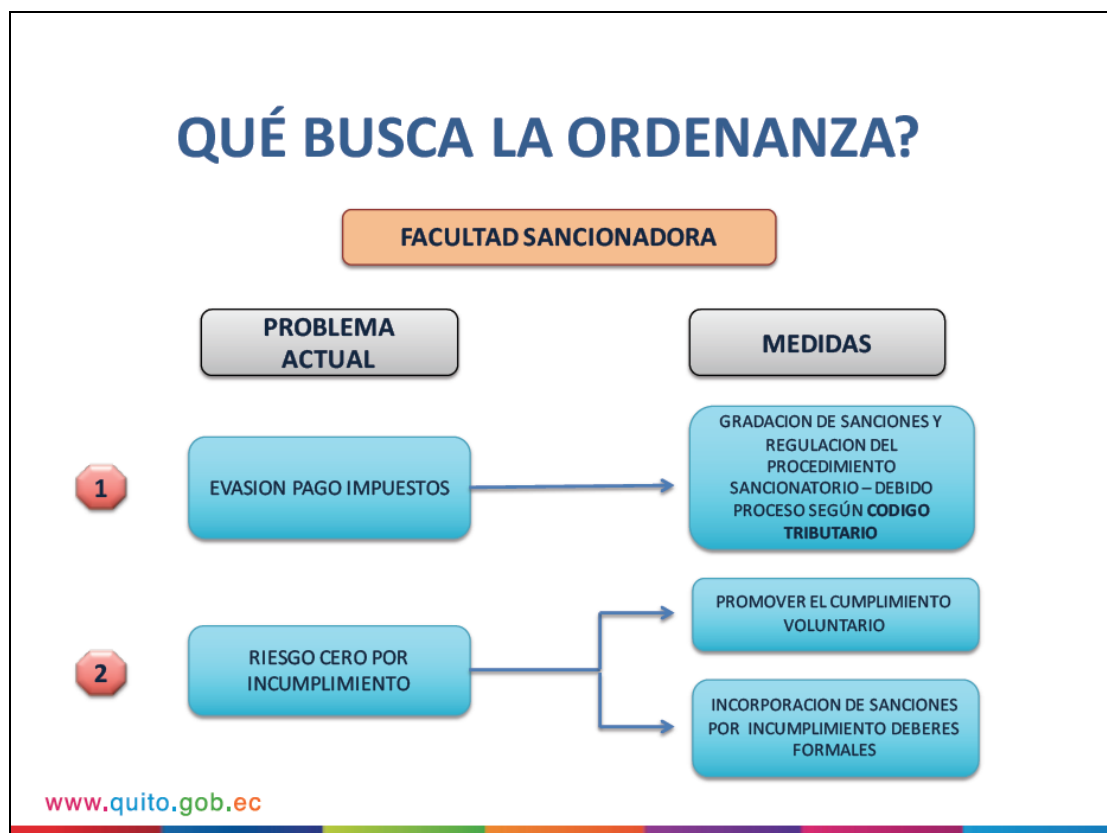 QUÉ BUSCA LA ORDENANZA?
FACULTAD SANCIONADORA
PROBLEMA
ACTUAL
MEDIDAS
1
EVASION PAGO IMPUESTOS
GRADACION DE SANCIONES Y
REGULACION DEL
PROCEDIMIENTO
SANCIONATORIO – DEBIDO
PROCESO SEGÚN CODIGO
TRIBUTARIO
2
RIESGO CERO POR
INCUMPLIMIENTO
PROMOVER EL CUMPLIMIENTO
VOLUNTARIO
INCORPORACION DE SANCIONES
POR INCUMPLIMIENTO DEBERES
FORMALES
www.quito.gob.ec